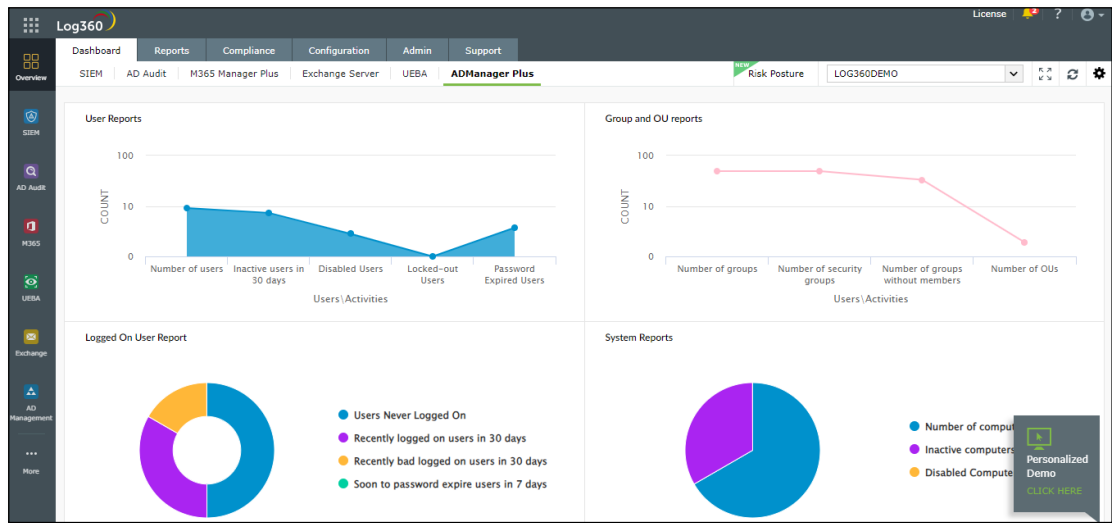 Log360
License
2
?
Dashboard Reports Compliance Configuration Admin Support
Overview
SIEM AD Audit M365 Manager Plus Exchange Server UEBA ADManager Plus
NEW
Risk Posture
LOG360DEMO
SIEM
AD Audit
M365
UEBA
Exchange
AD
Management
More
User Reports
100
10
0
COUNT
Number of users
Inactive users in
30 days
Disabled Users
Locked-out
Users
Password
Expired Users
Users\Activities
Group and OU reports
100
10
0
COUNT
Number of groups
Number of security
groups
Number of groups
without members
Number of OUs
Users\Activities
Logged On User Report
Users Never Logged On
Recently logged on users in 30 days
Recently bad logged on users in 30 days
Soon to password expire users in 7 days
System Reports
Number of comput
Inactive computers
Disabled Compute
Personalized
Demo
CLICK HERE